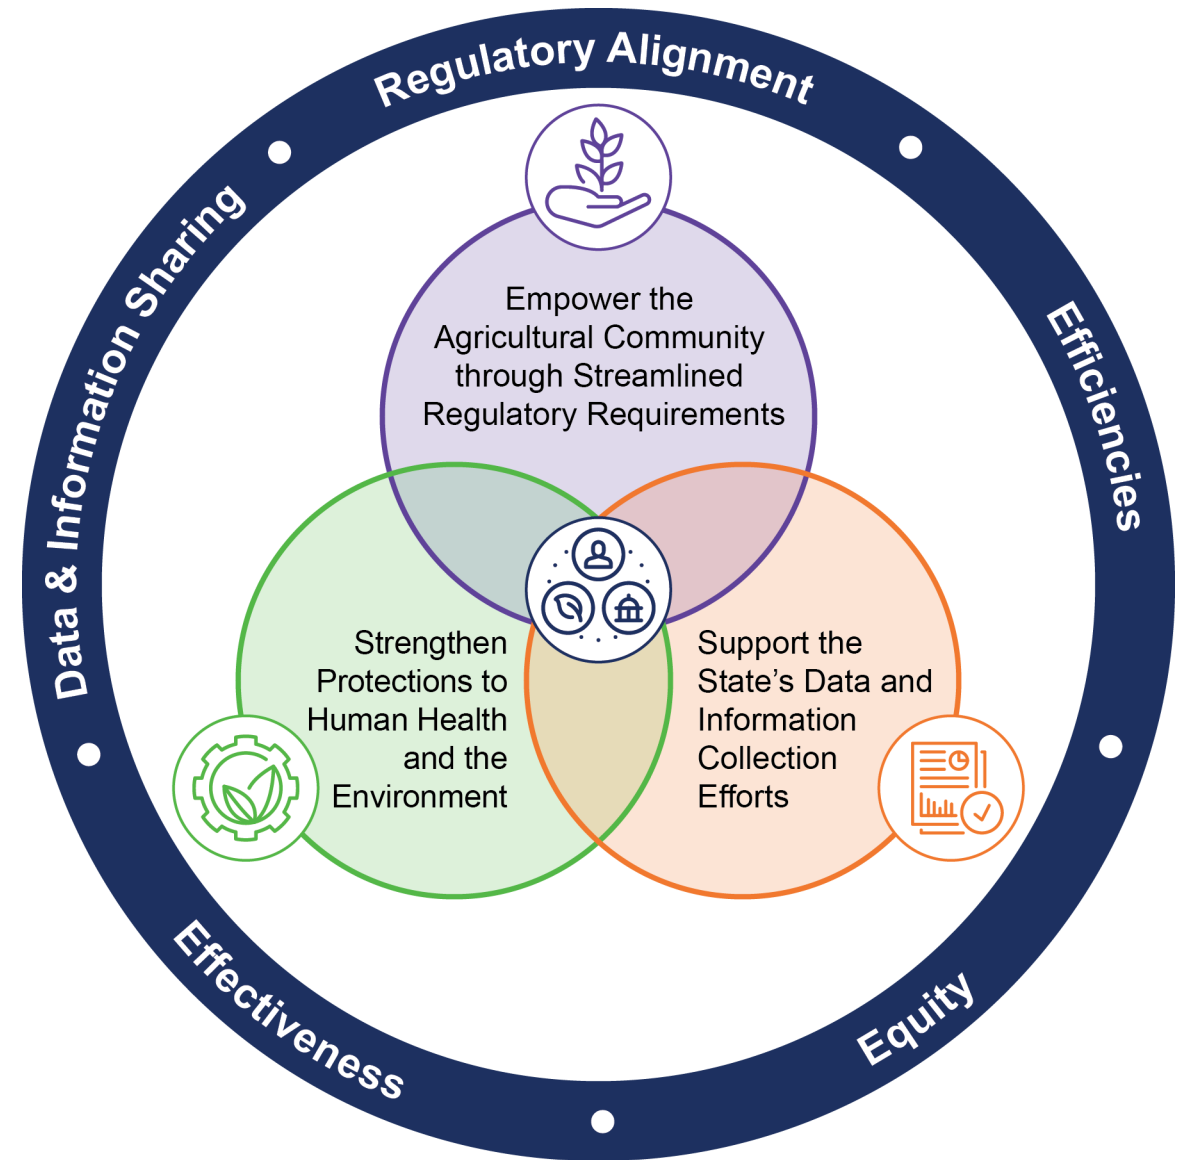 Regulatory Alignment
Efficiencies
Equity
Effectiveness
Data & Information Sharing
Empower the
Agricultural Community
through Streamlined
Regulatory Requirements
Strengthen
Protections to
Human Health
and the
Environment
Support the
State’s Data and
Information
Collection
Efforts